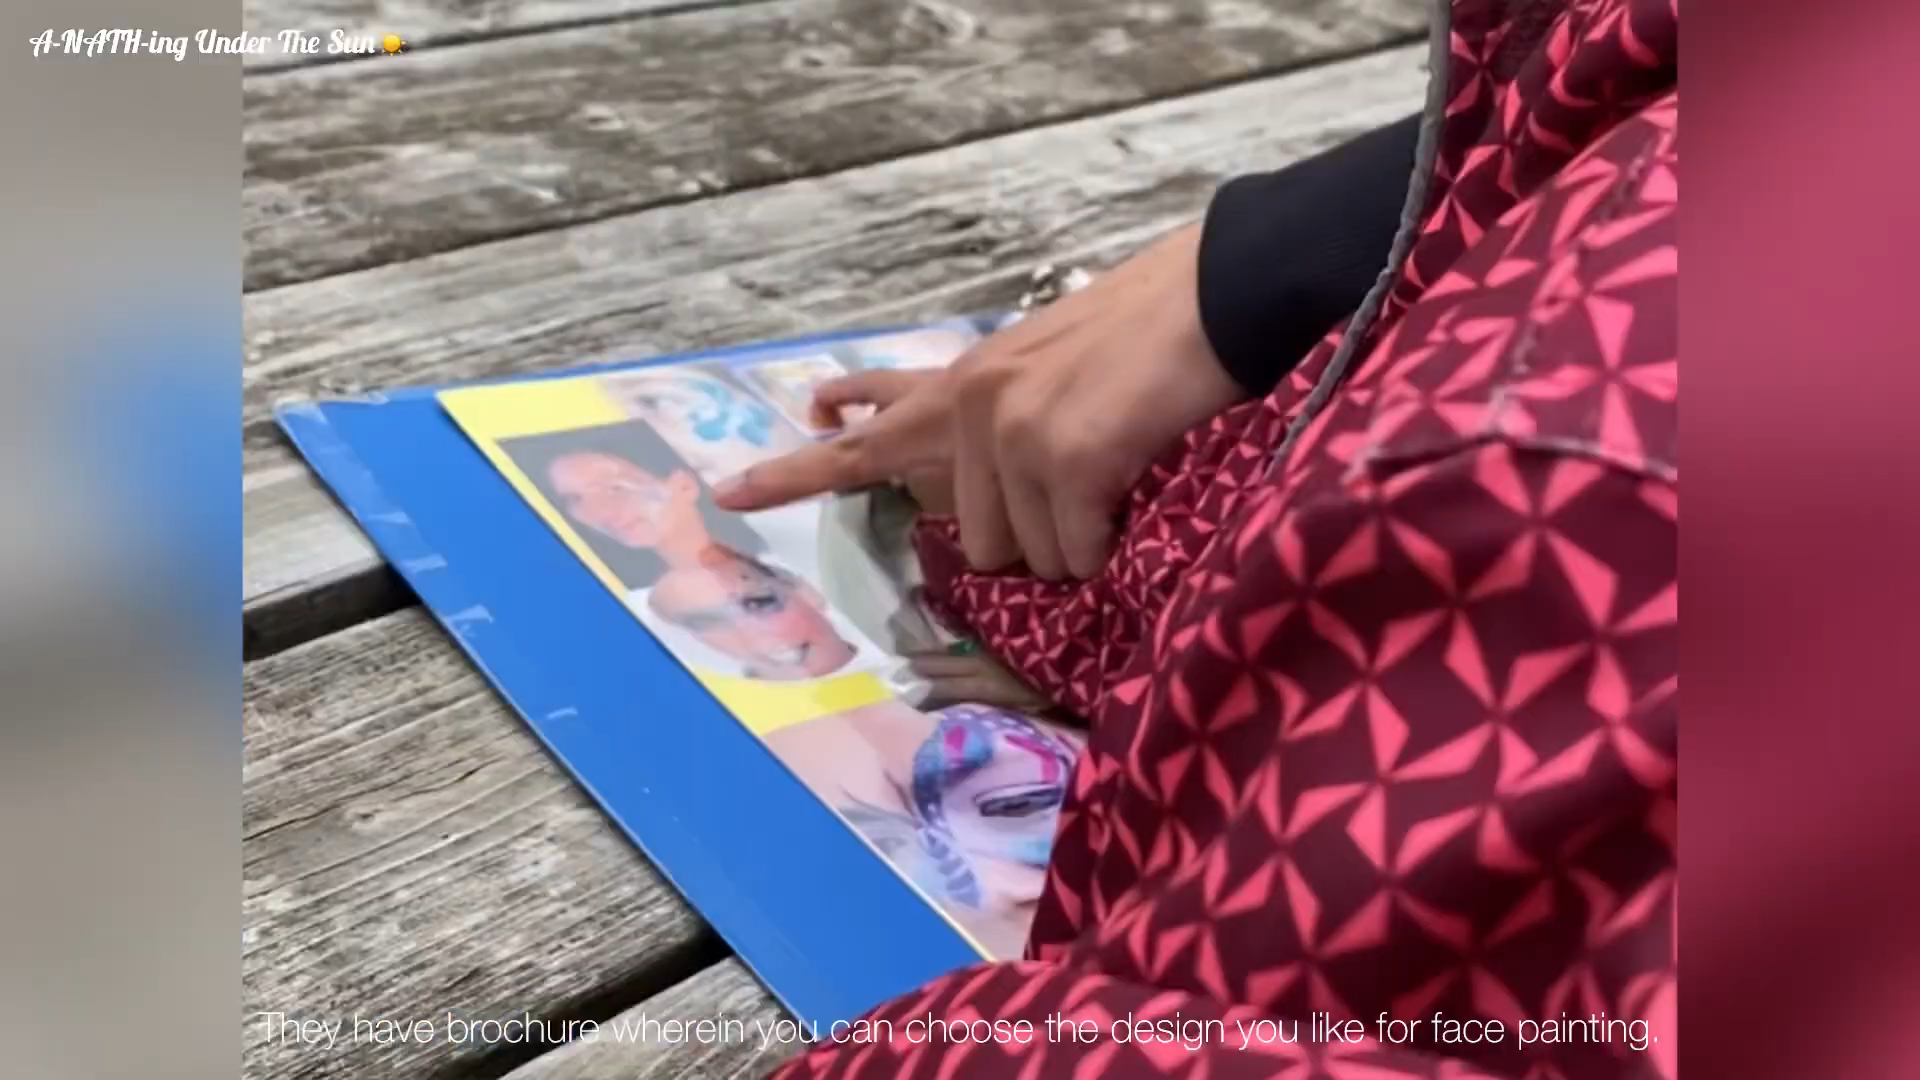 A-NATH-ing Under The Sun☀️
They have brochure wherein you can choose the design you like for face painting.